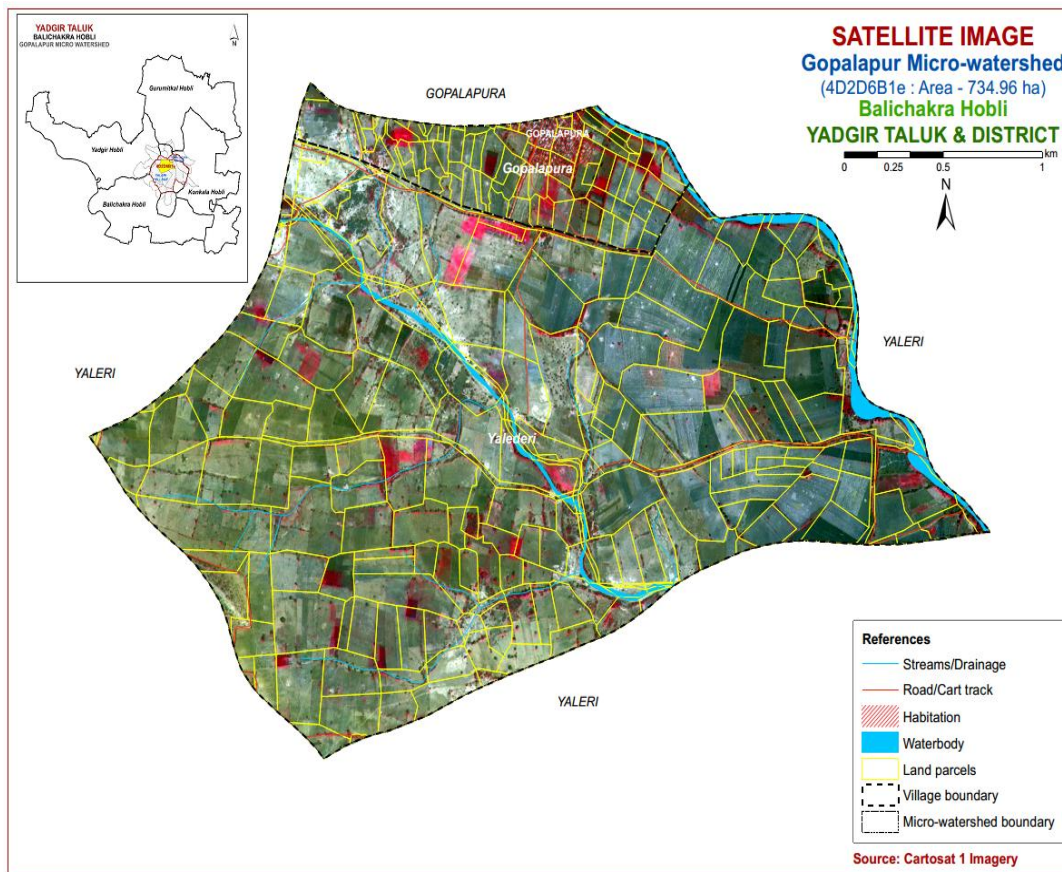 YADGIR TALUK
BALICHAKRA HOBLI
GOPALAPUR MICRO WATERSHED
N
Gurumitkal Hobli
Yadgir Hobli
Konkala Hobli
Balichakra Hobli
SATELLITE IMAGE
Gopalapur Micro-watershed
(4D2D6B1e : Area - 734.96 ha)
Balichakra Hobli
YADGIR TALUK & DISTRICT
km
0 0.25 0.5 1
N
GOPALAPURA
GOPALAPURA
Gopalapura
YALERI
YALERI
Yalederi
YALERI
References
Streams/Drainage
Road/Cart track
Habitation
Waterbody
Land parcels
Village boundary
Micro-watershed boundary
Source: Cartosat 1 Imagery